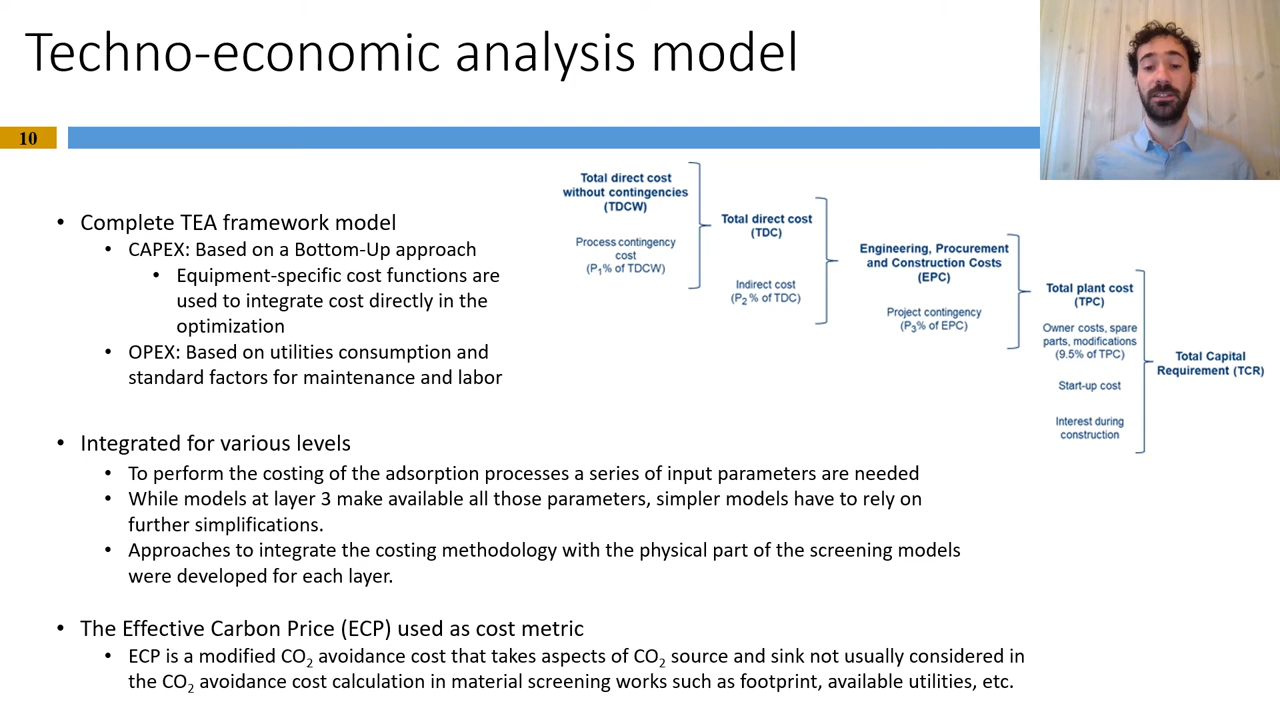 Techno-economic analysis model
10
• Complete TEA framework model
• CAPEX: Based on a Bottom-Up approach
• Equipment-specific cost functions are
used to integrate cost directly in the
optimization
• OPEX: Based on utilities consumption and
standard factors for maintenance and labor
Total direct cost
without contingencies
(TDCW)
Process contingency
cost
(P₁% of TDCW)
Total direct cost
(TDC)
Indirect cost
(P₂ % of TDC)
Engineering, Procurement
and Construction Costs
(EPC)
Project contingency
(P₃% of EPC)
Total plant cost
(TPC)
Owner costs, spare
parts, modifications
(9.5% of TPC)
Start-up cost
Interest during
construction
Total Capital
Requirement (TCR)
• Integrated for various levels
• To perform the costing of the adsorption processes a series of input parameters are needed
• While models at layer 3 make available all those parameters, simpler models have to rely on
further simplifications.
• Approaches to integrate the costing methodology with the physical part of the screening models
were developed for each layer.
• The Effective Carbon Price (ECP) used as cost metric
• ECP is a modified CO₂ avoidance cost that takes aspects of CO₂ source and sink not usually considered in
the CO₂ avoidance cost calculation in material screening works such as footprint, available utilities, etc.